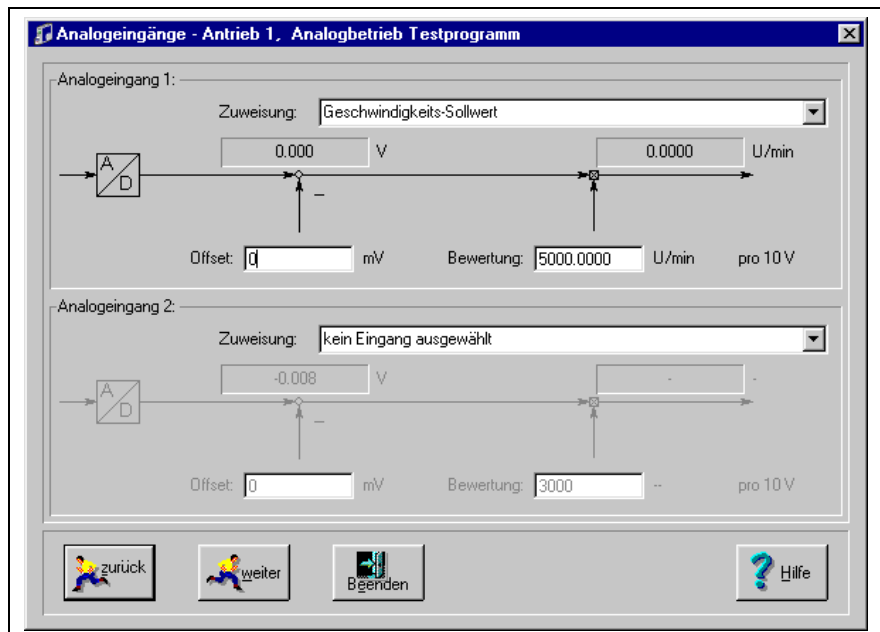 Analogeingänge - Antrieb 1, Analogbetrieb Testprogramm
Analogeingang 1:
Zuweisung: Geschwindigkeits-Sollwert
0.000 V 0.0000 U/min
A/D
–
Offset: 0 mV Bewertung: 5000.0000 U/min pro 10 V
Analogeingang 2:
Zuweisung: kein Eingang ausgewählt
-0.008 V - -
A/D
–
Offset: 0 mV Bewertung: 3000 -- pro 10 V
zurück weiter Beenden ? Hilfe